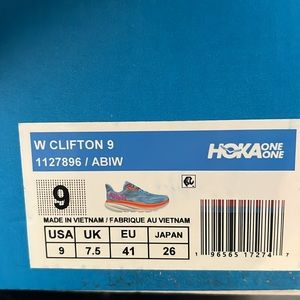 W CLIFTON 9
1127896 / ABIW
HOKA ONE ONE
9
MADE IN VIETNAM / FABRIQUE AU VIETNAM
USA UK EU JAPAN
9 7.5 41 26
1 96565 17274 7